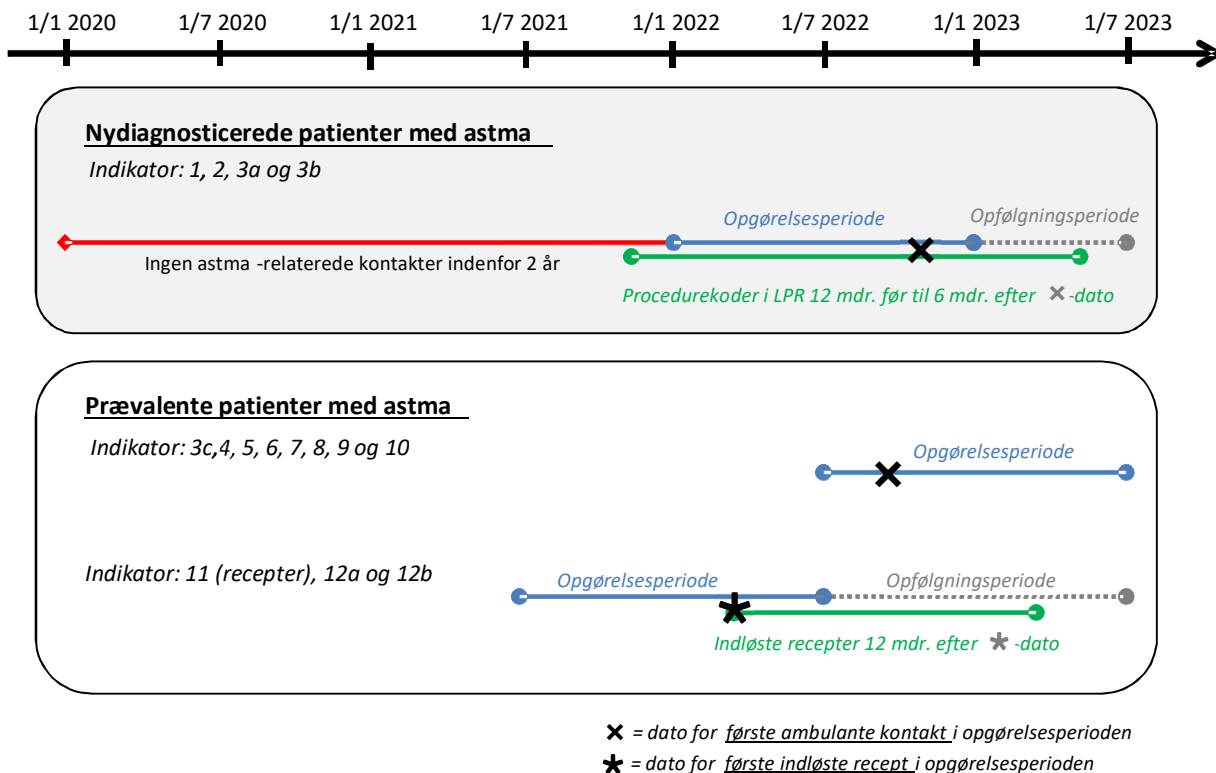 1/1 2020 1/7 2020 1/1 2021 1/7 2021 1/1 2022 1/7 2022 1/1 2023 1/7 2023
Nydiagnosticerede patienter med astma
Indikator: 1, 2, 3a og 3b
Opgørelsesperiode Opfølgningsperiode
Ingen astma -relaterede kontakter indenfor 2 år
Procedurekoder i LPR 12 mdr. før til 6 mdr. efter ✕ -dato
Prævalente patienter med astma
Indikator: 3c,4, 5, 6, 7, 8, 9 og 10
Opgørelsesperiode
Indikator: 11 (recepter), 12a og 12b
Opgørelsesperiode Opfølgningsperiode
Indløste recepter 12 mdr. efter * -dato
✕ = dato for første ambulante kontakt i opgørelsesperioden
* = dato for første indløste recept i opgørelsesperioden